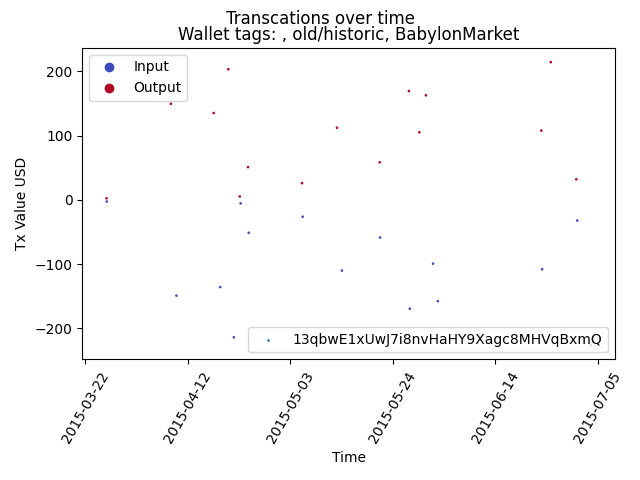 Transcations over time
Wallet tags: , old/historic, BabylonMarket
Input
Output
200
100
0
−100
−200
Tx Value USD
13qbwE1xUwJ7i8nvHaHY9Xagc8MHVqBxmQ
2015-03-22
2015-04-12
2015-05-03
2015-05-24
2015-06-14
2015-07-05
Time